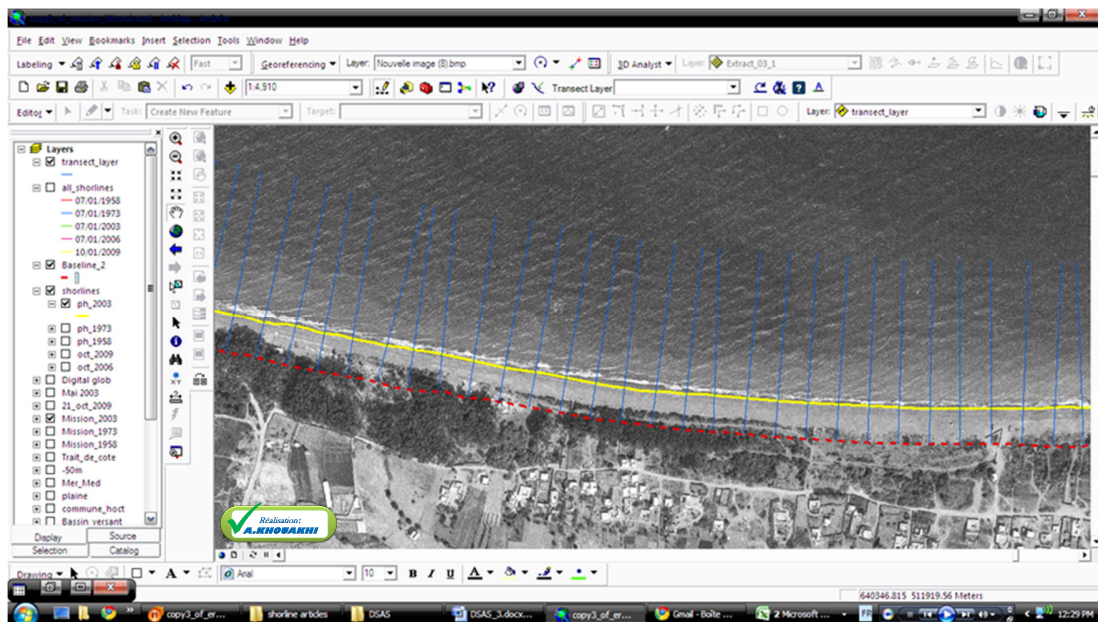 File Edit View Bookmarks Insert Selection Tools Window Help
Labeling Fast Georeferencing Layer: Nouvelle image (8).bmp 3D Analyst Layer: Extract_03_1
1:4,910 Transect Layer
Editor Task: Create New Feature Target: Layer: transect_layer
Layers
transect_layer
all_shorlines
07/01/1958
07/01/1973
07/01/2003
07/01/2006
10/01/2009
Baseline_2
shorlines
ph_2003
ph_1973
ph_1958
oct_2009
oct_2006
Digital glob
Mai 2003
21_oct_2009
Mission_2003
Mission_1973
Mission_1958
Trait_de_cote
-50m
Mer_Med
plaine
commune_hoct
Bassin versant
Display Source
Selection Catalog
Réalisation:
A.KHOUAKHI
Drawing A Arial 10 B I U A
640346.815 511919.56 Meters
copy3_of_er... shorline articles DSAS DSAS_3.docx... copy3_of_er... Gmail - Boîte ... 2 Microsoft ... FR 12:29 PM